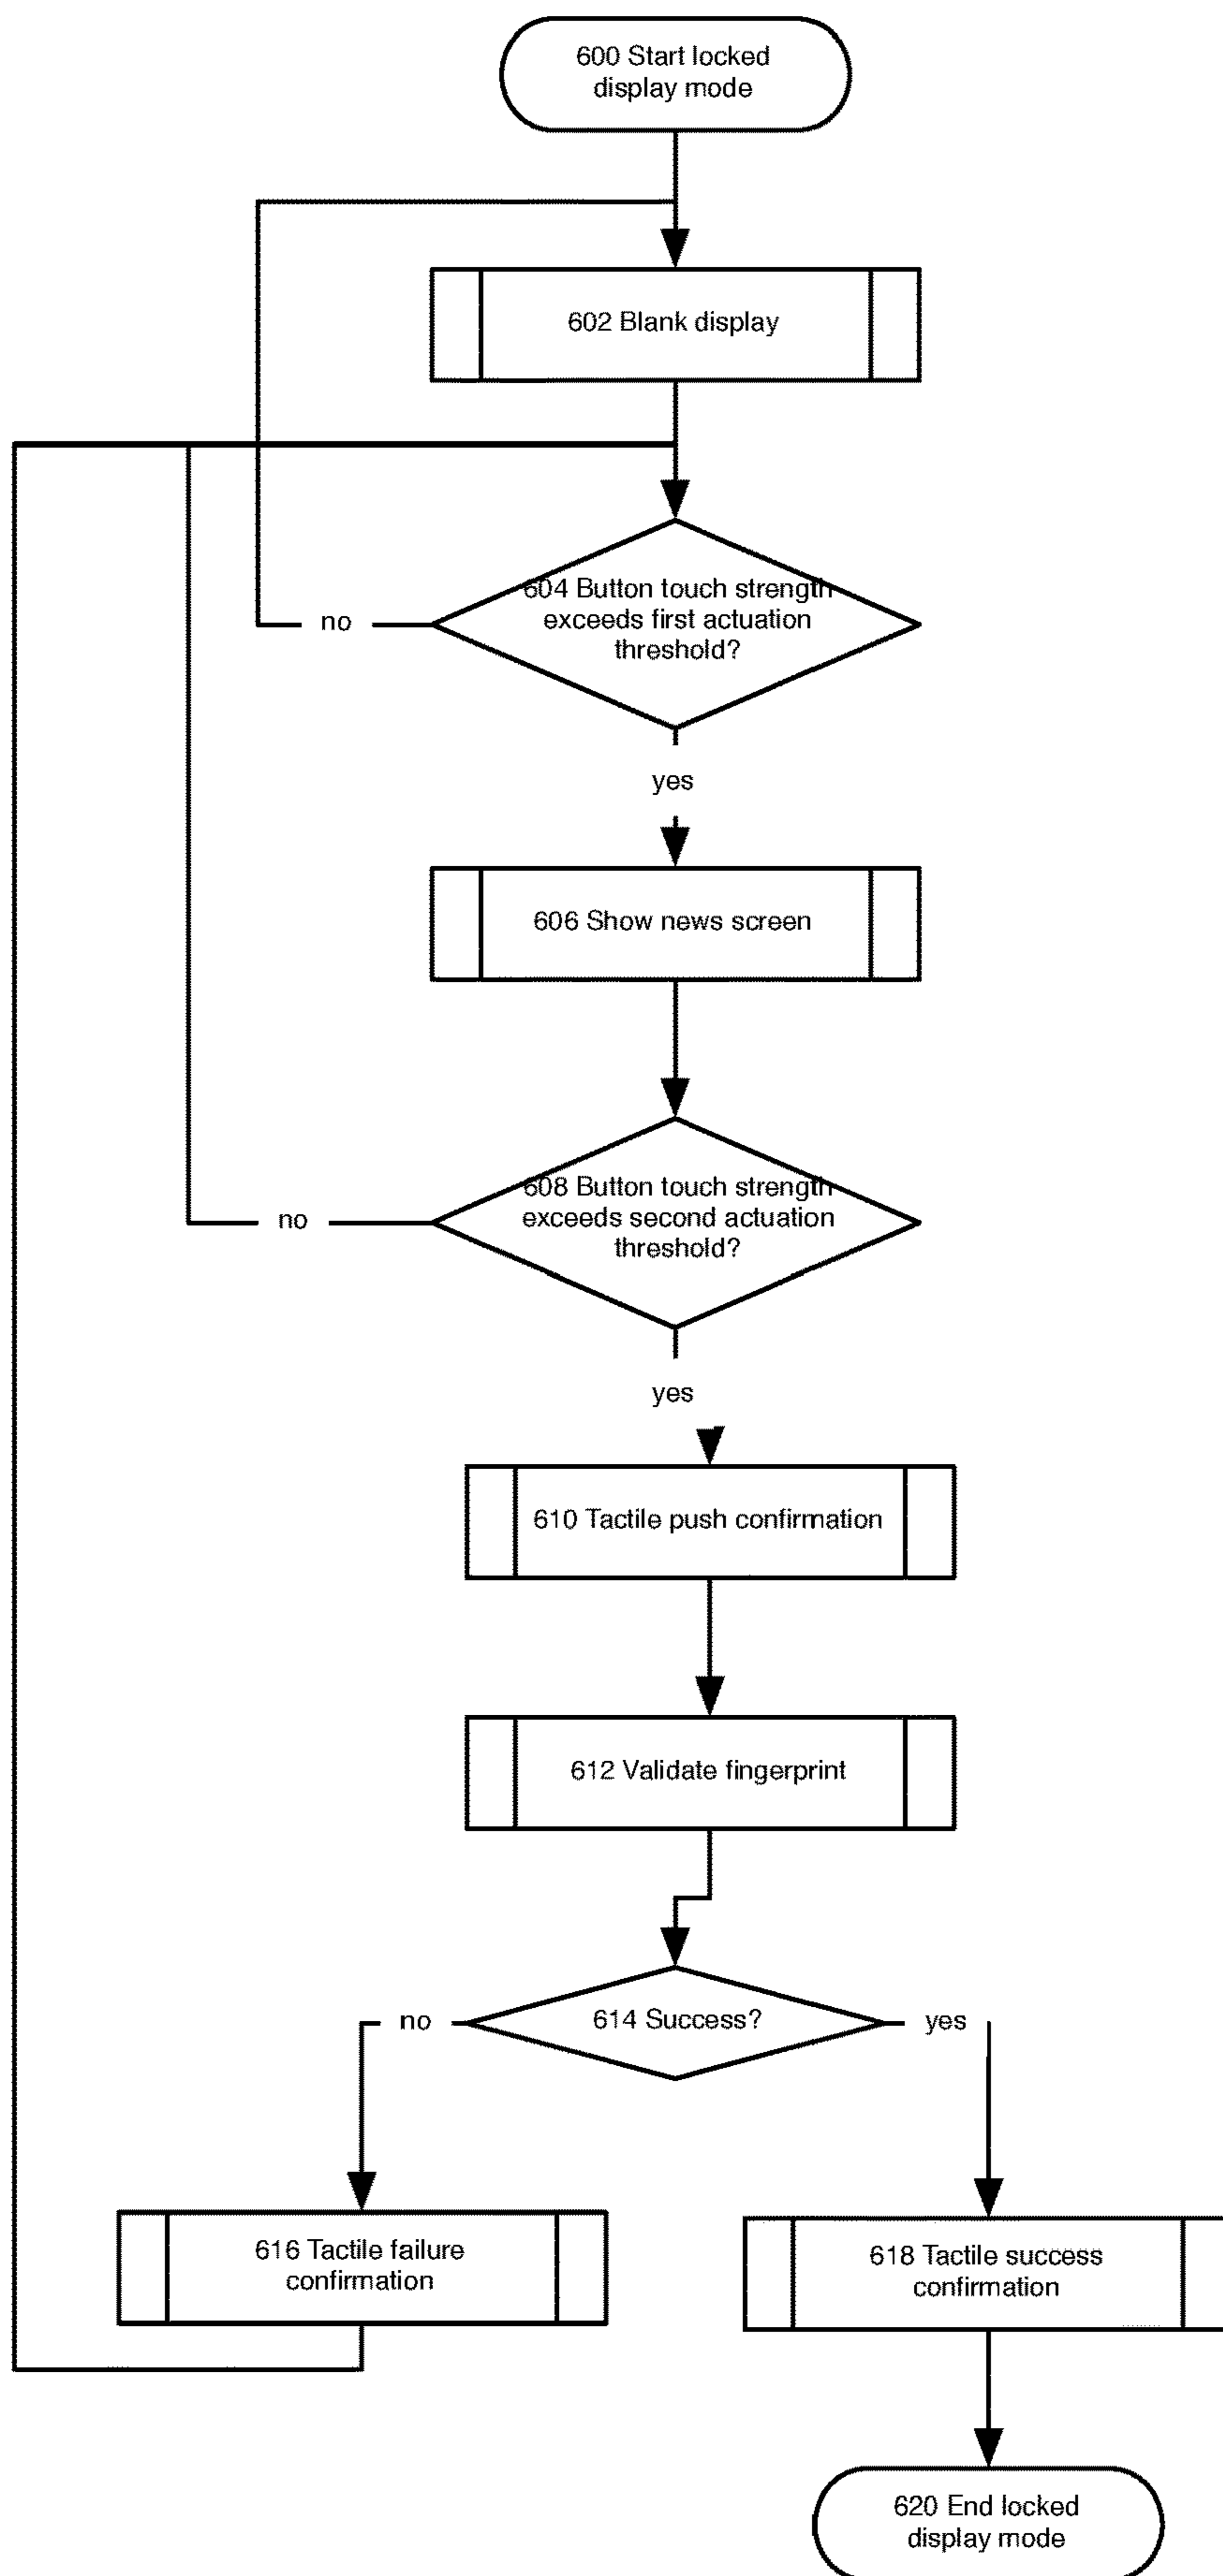 600 Start locked
display mode
602 Blank display
604 Button touch strength
exceeds first actuation
threshold?
no
yes
606 Show news screen
608 Button touch strength
exceeds second actuation
threshold?
no
yes
610 Tactile push confirmation
612 Validate fingerprint
614 Success?
no
yes
616 Tactile failure
confirmation
618 Tactile success
confirmation
620 End locked
display mode